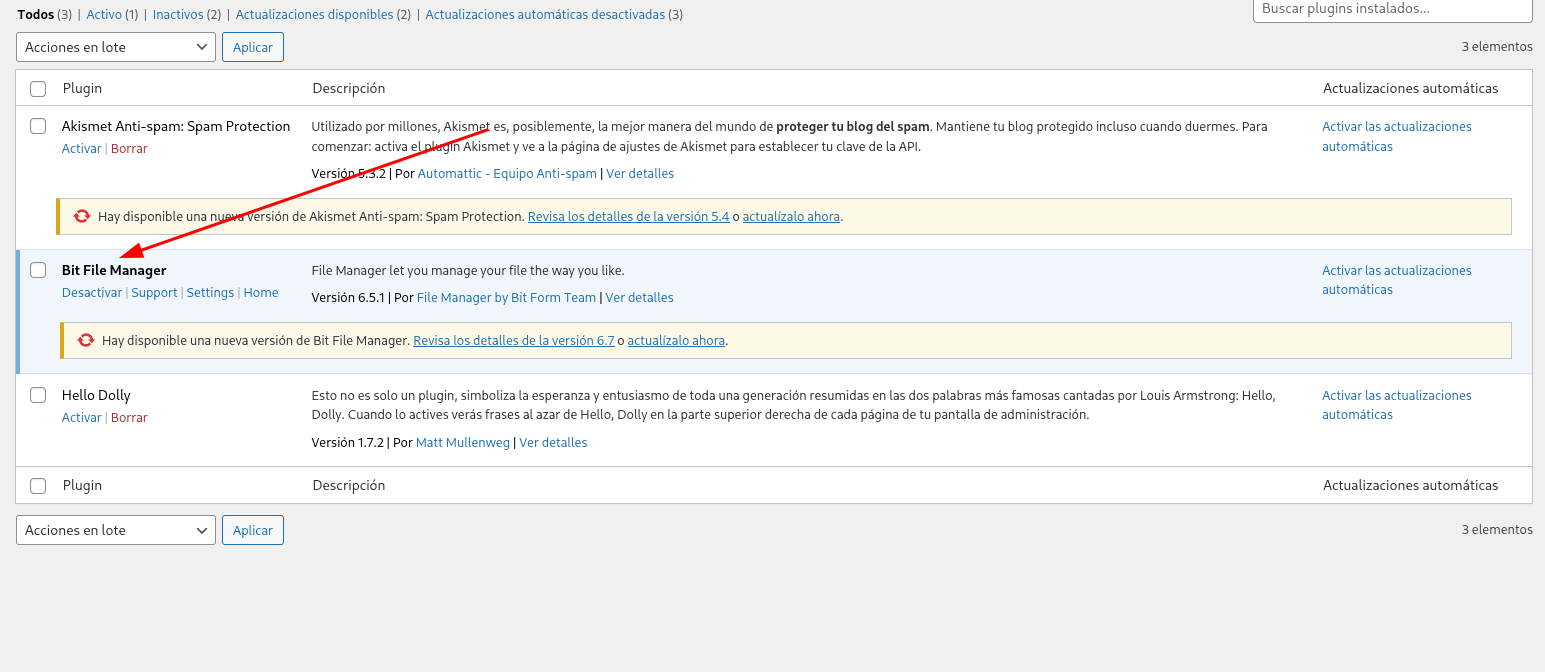 Todos (3) | Activo (1) | Inactivos (2) | Actualizaciones disponibles (2) | Actualizaciones automáticas desactivadas (3)
Buscar plugins instalados...
Acciones en lote
Aplicar
3 elementos
Plugin
Descripción
Actualizaciones automáticas
Akismet Anti-spam: Spam Protection
Activar | Borrar
Utilizado por millones, Akismet es, posiblemente, la mejor manera del mundo de proteger tu blog del spam. Mantiene tu blog protegido incluso cuando duermes. Para
comenzar: activa el plugin Akismet y ve a la página de ajustes de Akismet para establecer tu clave de la API.
Versión 5.3.2 | Por Automattic - Equipo Anti-spam | Ver detalles
Activar las actualizaciones
automáticas
Hay disponible una nueva versión de Akismet Anti-spam: Spam Protection. Revisa los detalles de la versión 5.4 o actualízalo ahora.
Bit File Manager
Desactivar | Support | Settings | Home
File Manager let you manage your file the way you like.
Versión 6.5.1 | Por File Manager by Bit Form Team | Ver detalles
Activar las actualizaciones
automáticas
Hay disponible una nueva versión de Bit File Manager. Revisa los detalles de la versión 6.7 o actualízalo ahora.
Hello Dolly
Activar | Borrar
Esto no es solo un plugin, simboliza la esperanza y entusiasmo de toda una generación resumidas en las dos palabras más famosas cantadas por Louis Armstrong: Hello,
Dolly. Cuando lo actives verás frases al azar de Hello, Dolly en la parte superior derecha de cada página de tu pantalla de administración.
Versión 1.7.2 | Por Matt Mullenweg | Ver detalles
Activar las actualizaciones
automáticas
Plugin
Descripción
Actualizaciones automáticas
Acciones en lote
Aplicar
3 elementos